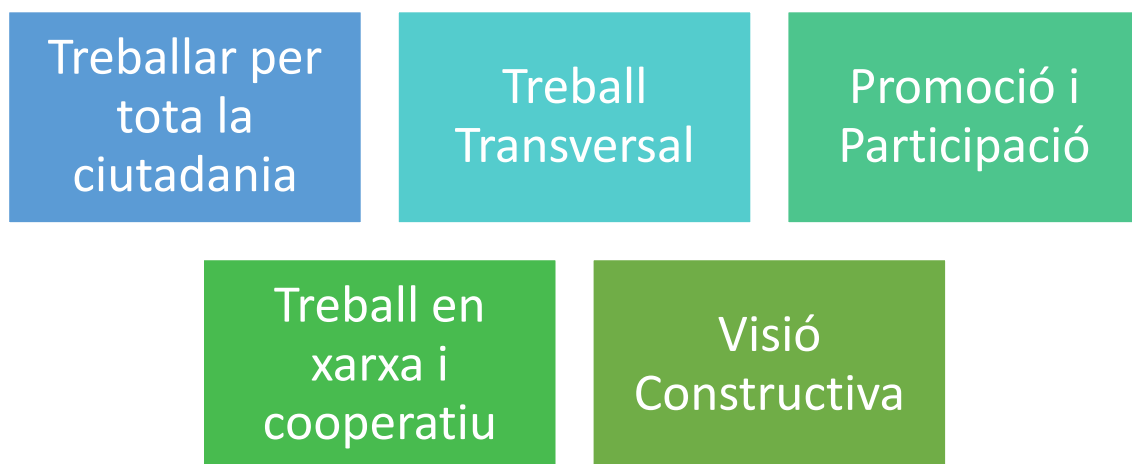 Treballar per
tota la
ciutadania
Treball
Transversal
Promoció i
Participació
Treball en
xarxa i
cooperatiu
Visió
Constructiva